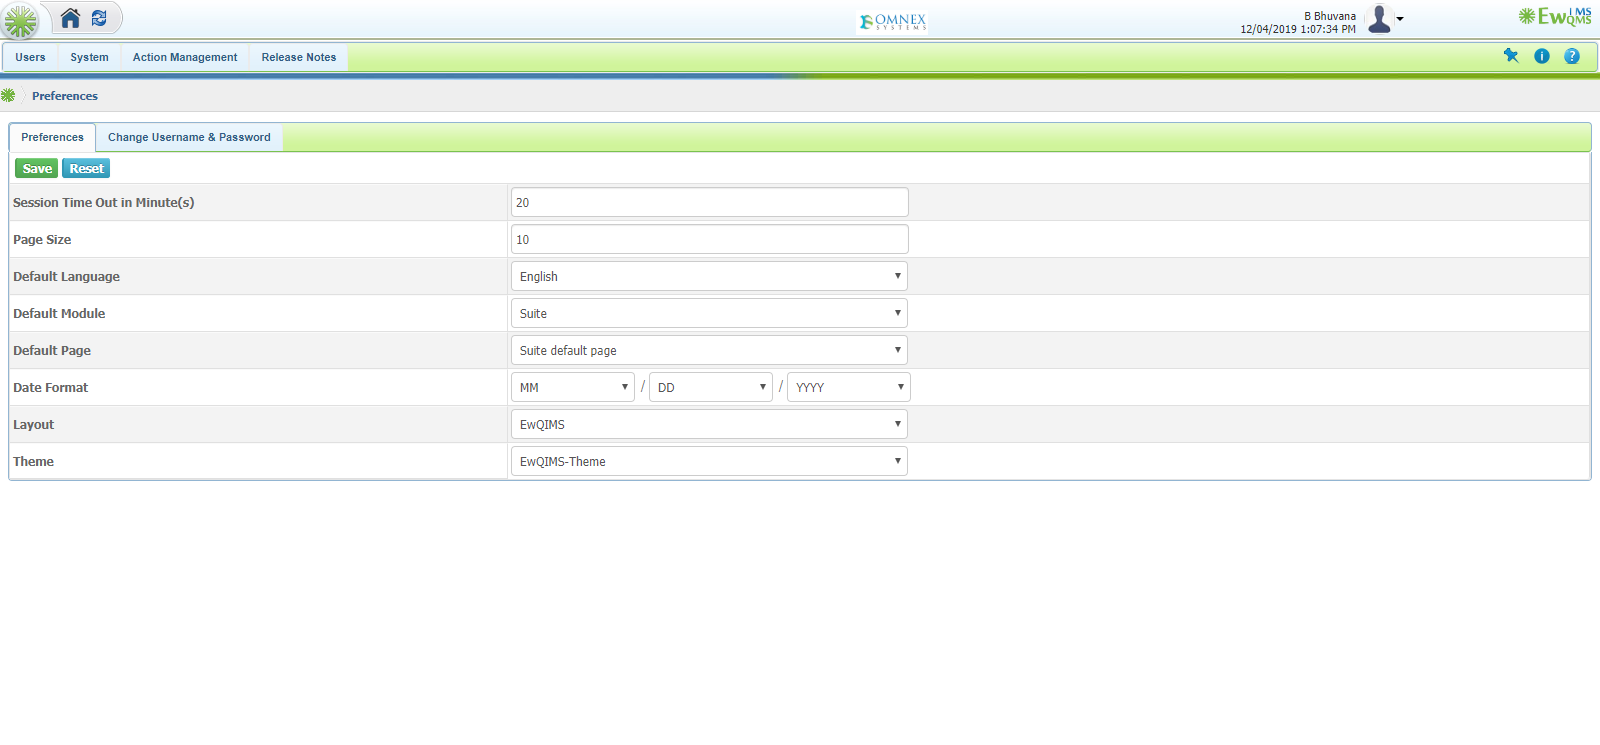 OMNEX
SYSTEMS
B Bhuvana
12/04/2019 1:07:34 PM
EwIMS
QMS
Users System Action Management Release Notes
Preferences
Preferences Change Username & Password
Save Reset
Session Time Out in Minute(s) 20
Page Size 10
Default Language English
Default Module Suite
Default Page Suite default page
Date Format MM / DD / YYYY
Layout EwQIMS
Theme EwQIMS-Theme